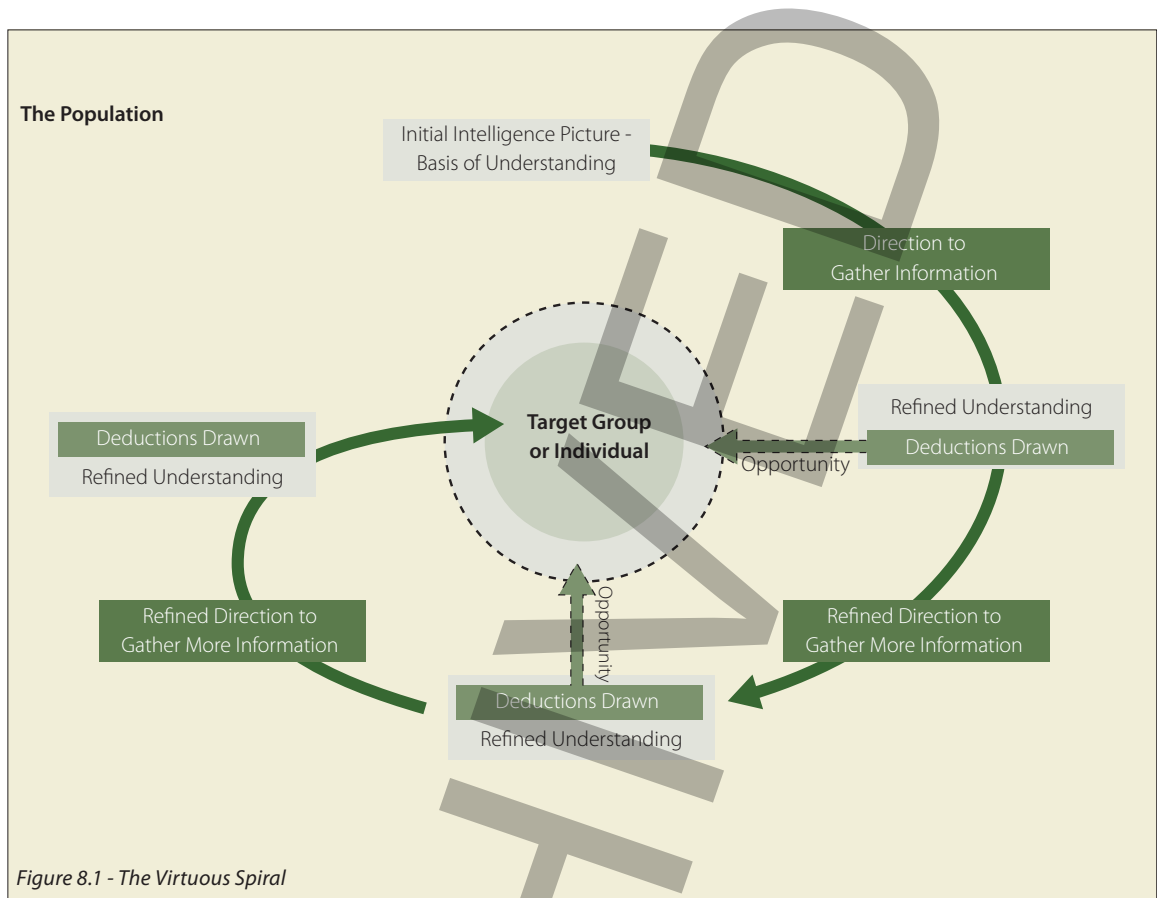 The Population
Initial Intelligence Picture -
Basis of Understanding
Direction to
Gather Information
Refined Understanding
Deductions Drawn
Opportunity
Refined Direction to
Gather More Information
Deductions Drawn
Refined Understanding
Opportunity
Refined Direction to
Gather More Information
Deductions Drawn
Refined Understanding
Target Group
or Individual
Figure 8.1 - The Virtuous Spiral